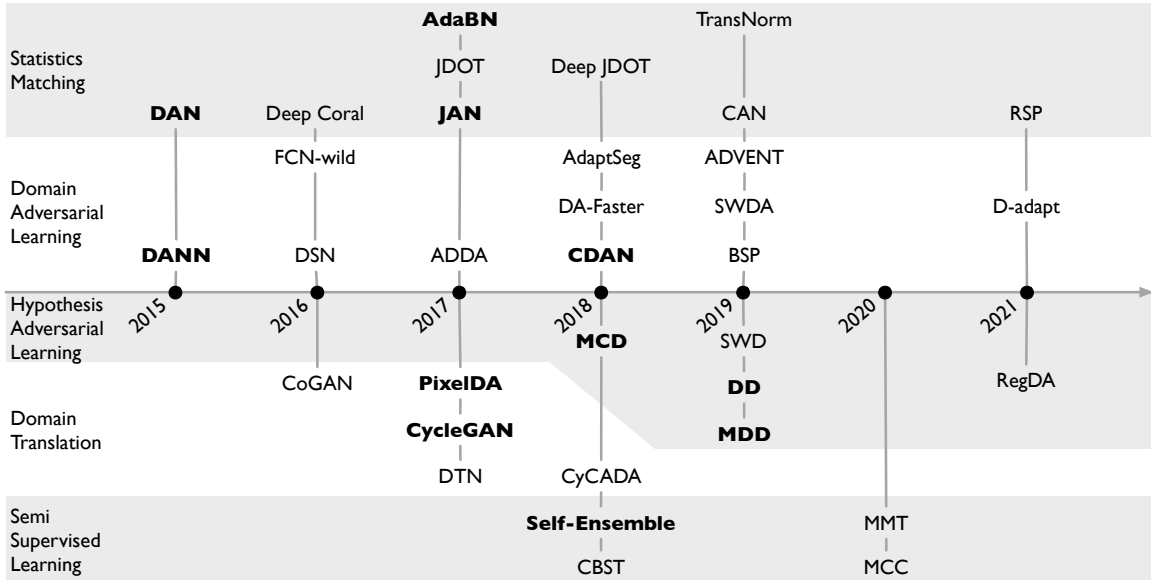 AdaBN
TransNorm
Statistics
Matching
JDOT
Deep JDOT
DAN
Deep Coral
JAN
CAN
RSP
FCN-wild
AdaptSeg
ADVENT
Domain
Adversarial
Learning
DA-Faster
SWDA
D-adapt
DANN
DSN
ADDA
CDAN
BSP
2015
2016
2017
2018
2019
2020
2021
Hypothesis
Adversarial
Learning
MCD
SWD
CoGAN
PixelDA
DD
RegDA
Domain
Translation
CycleGAN
MDD
DTN
CyCADA
Semi
Supervised
Learning
Self-Ensemble
MMT
CBST
MCC